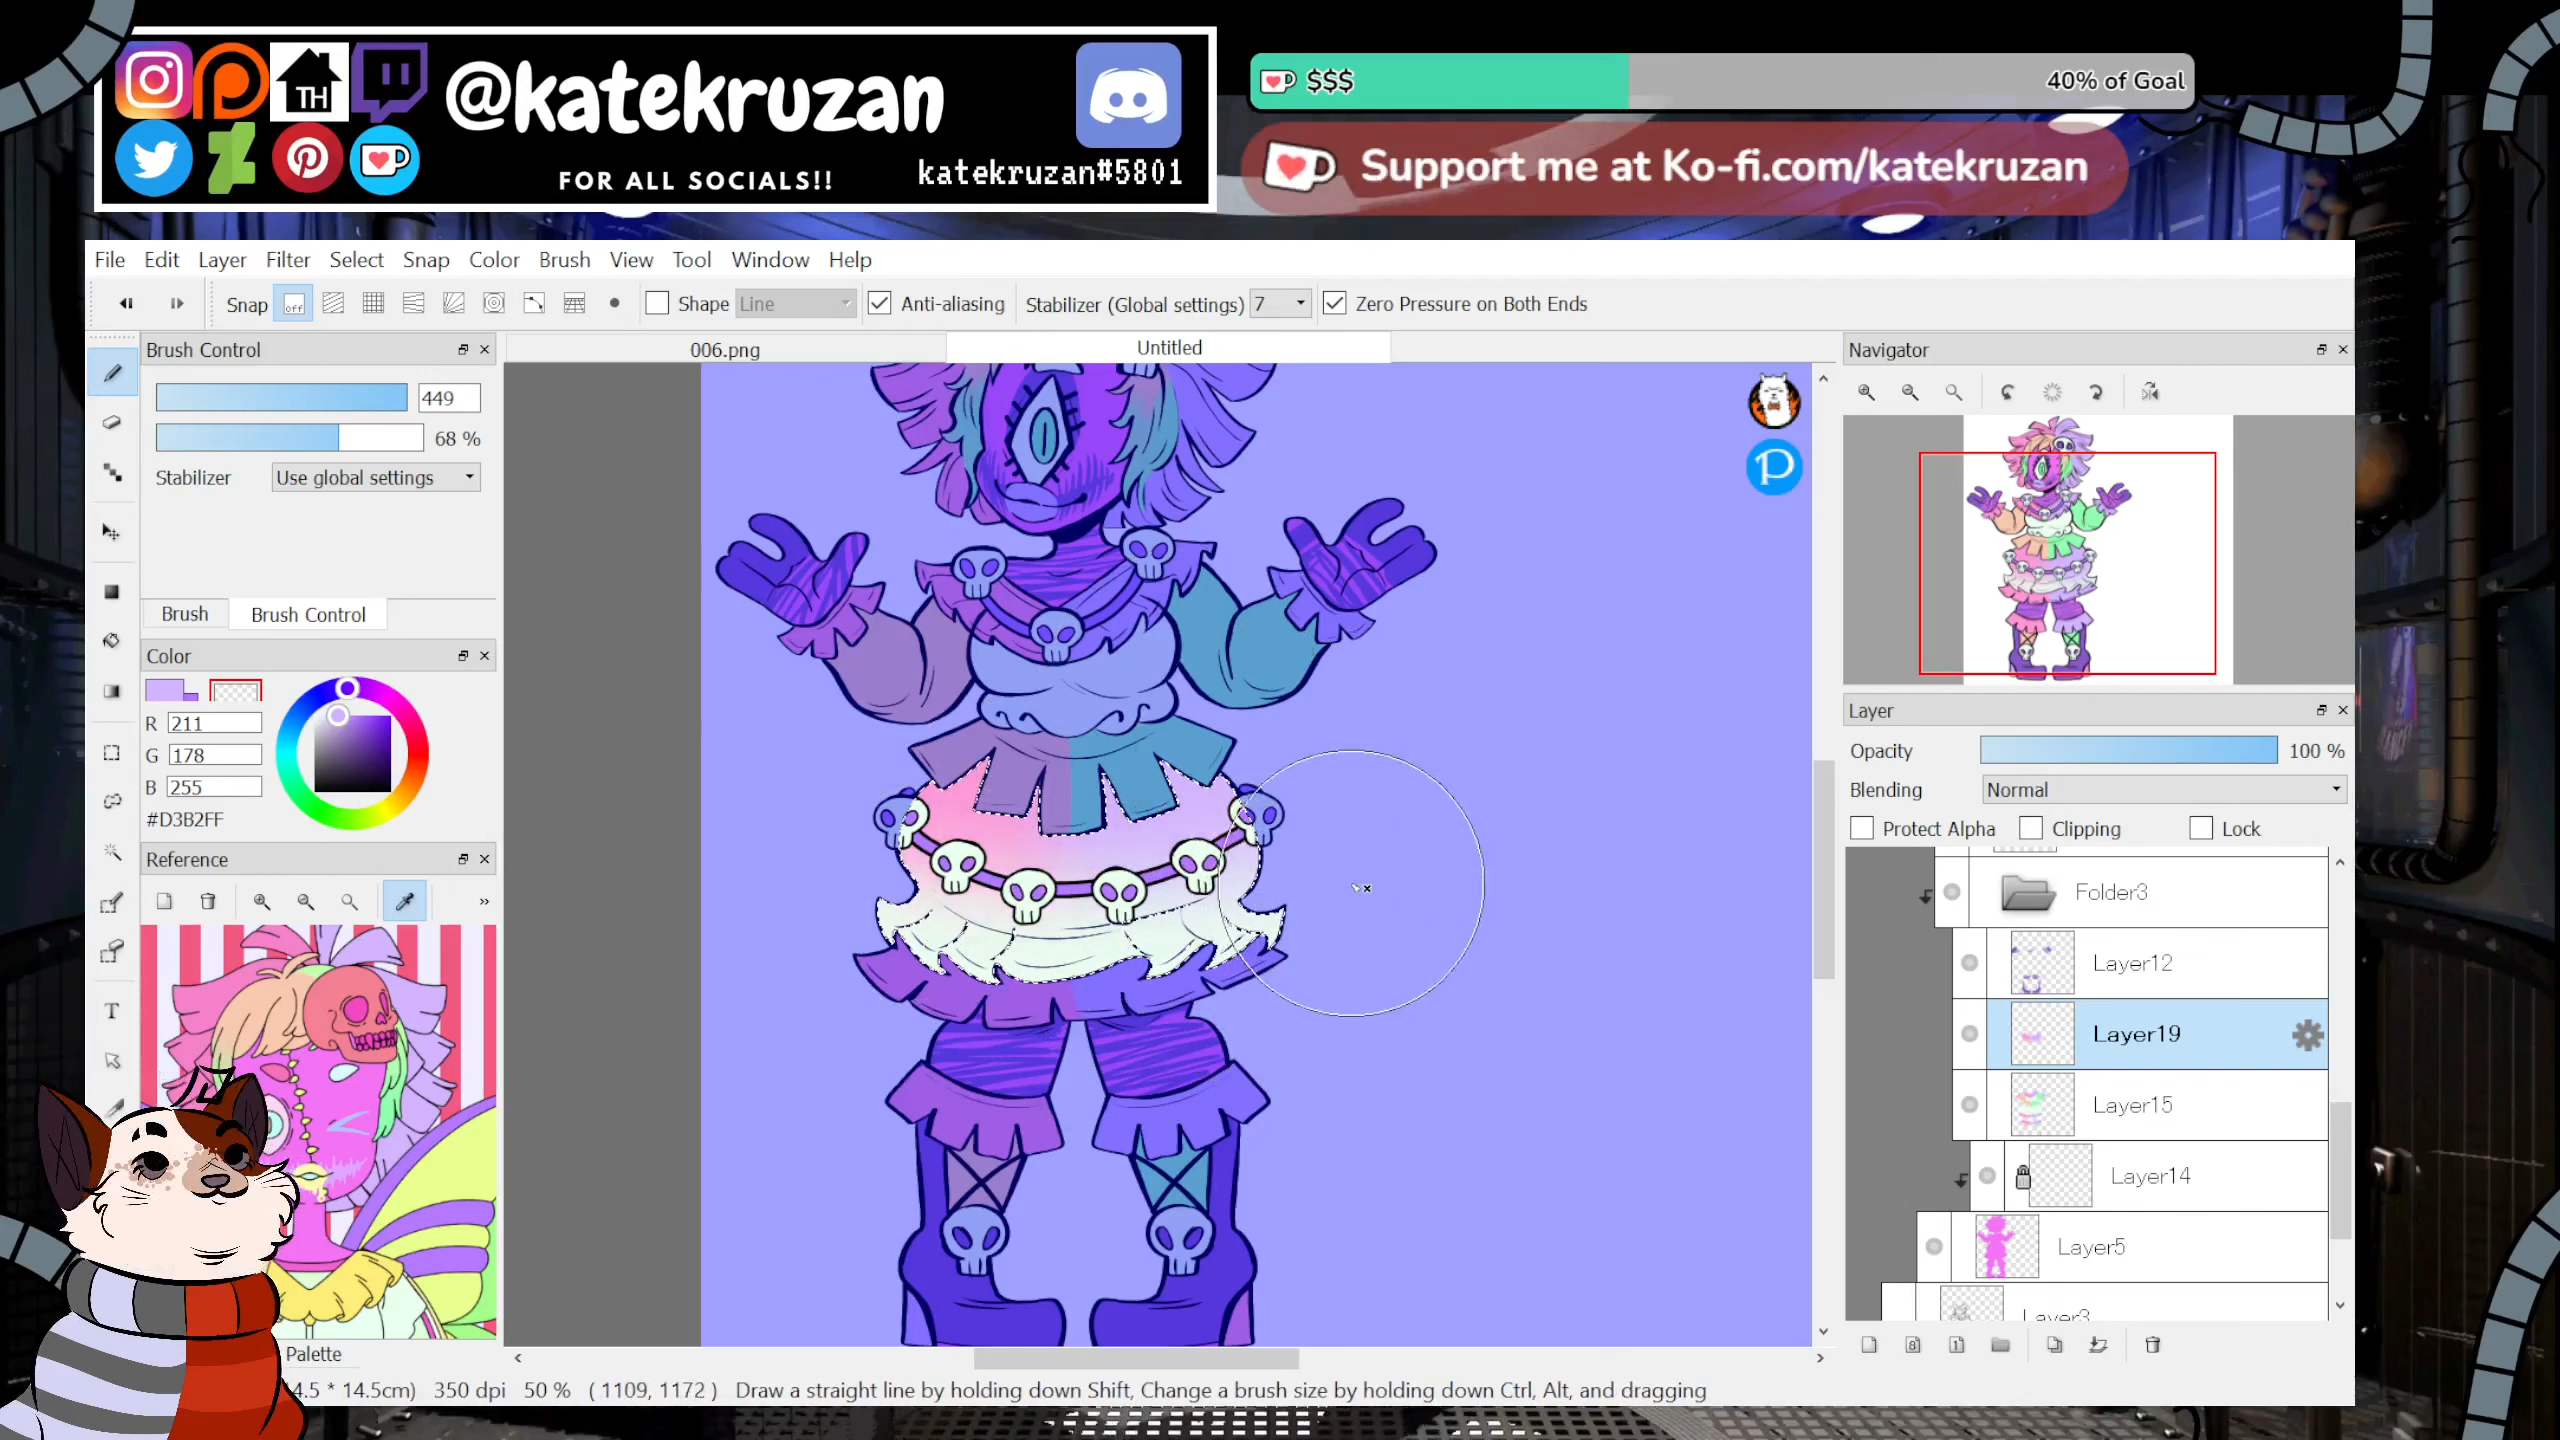 TH
@katekruzan
FOR ALL SOCIALS!!
katekruzan#5801
$$$
40% of Goal
Support me at Ko-fi.com/katekruzan
File Edit Layer Filter Select Snap Color Brush View Tool Window Help
Snap off Shape Line Anti-aliasing Stabilizer (Global settings) 7 Zero Pressure on Both Ends
Brush Control
449
68 %
Stabilizer Use global settings
Brush Brush Control
Color
R 211
G 178
B 255
#D3B2FF
Reference
Palette
006.png Untitled
P
Navigator
Layer
Opacity 100 %
Blending Normal
Protect Alpha Clipping Lock
Folder3
Layer12
Layer19
Layer15
Layer14
Layer5
Layer3
T
4.5 * 14.5cm) 350 dpi 50 % ( 1109, 1172 ) Draw a straight line by holding down Shift, Change a brush size by holding down Ctrl, Alt, and dragging